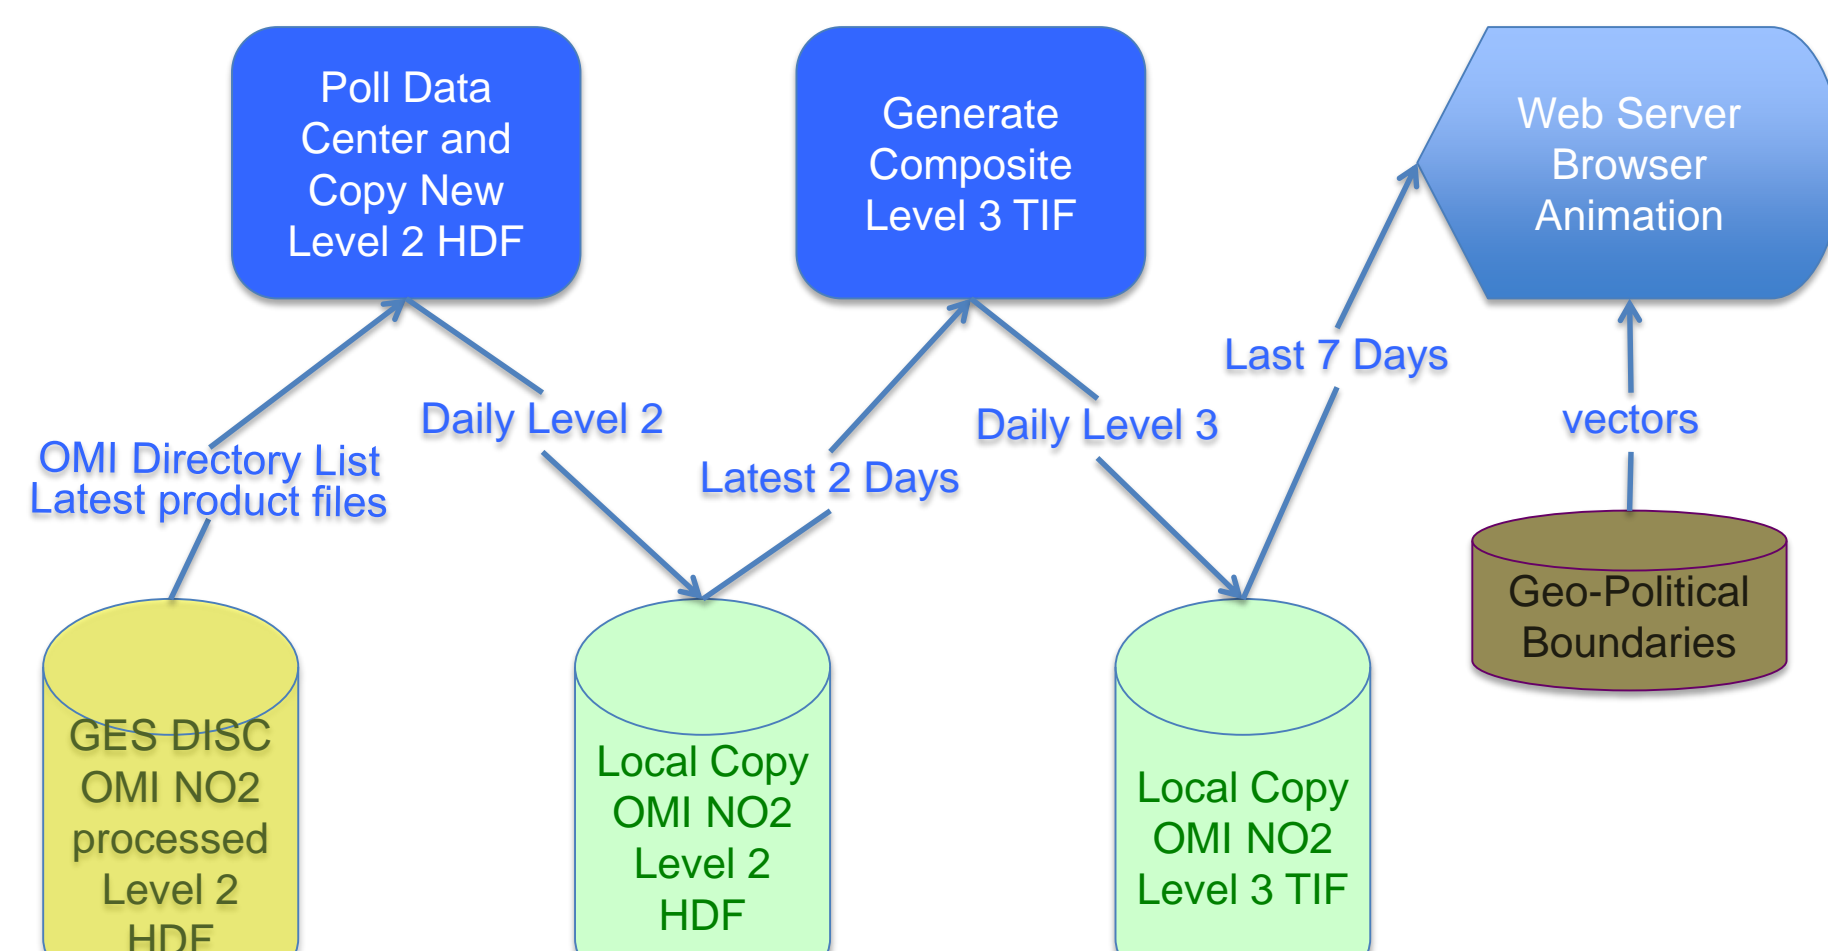 Poll Data
Center and
Copy New
Level 2 HDF
Generate
Composite
Level 3 TIF
Web Server
Browser
Animation
Last 7 Days
Daily Level 2
Daily Level 3
vectors
OMI Directory List
Latest product files
Latest 2 Days
Geo-Political
Boundaries
GES DISC
OMI NO2
processed
Level 2
HDF
Local Copy
OMI NO2
Level 2
HDF
Local Copy
OMI NO2
Level 3 TIF